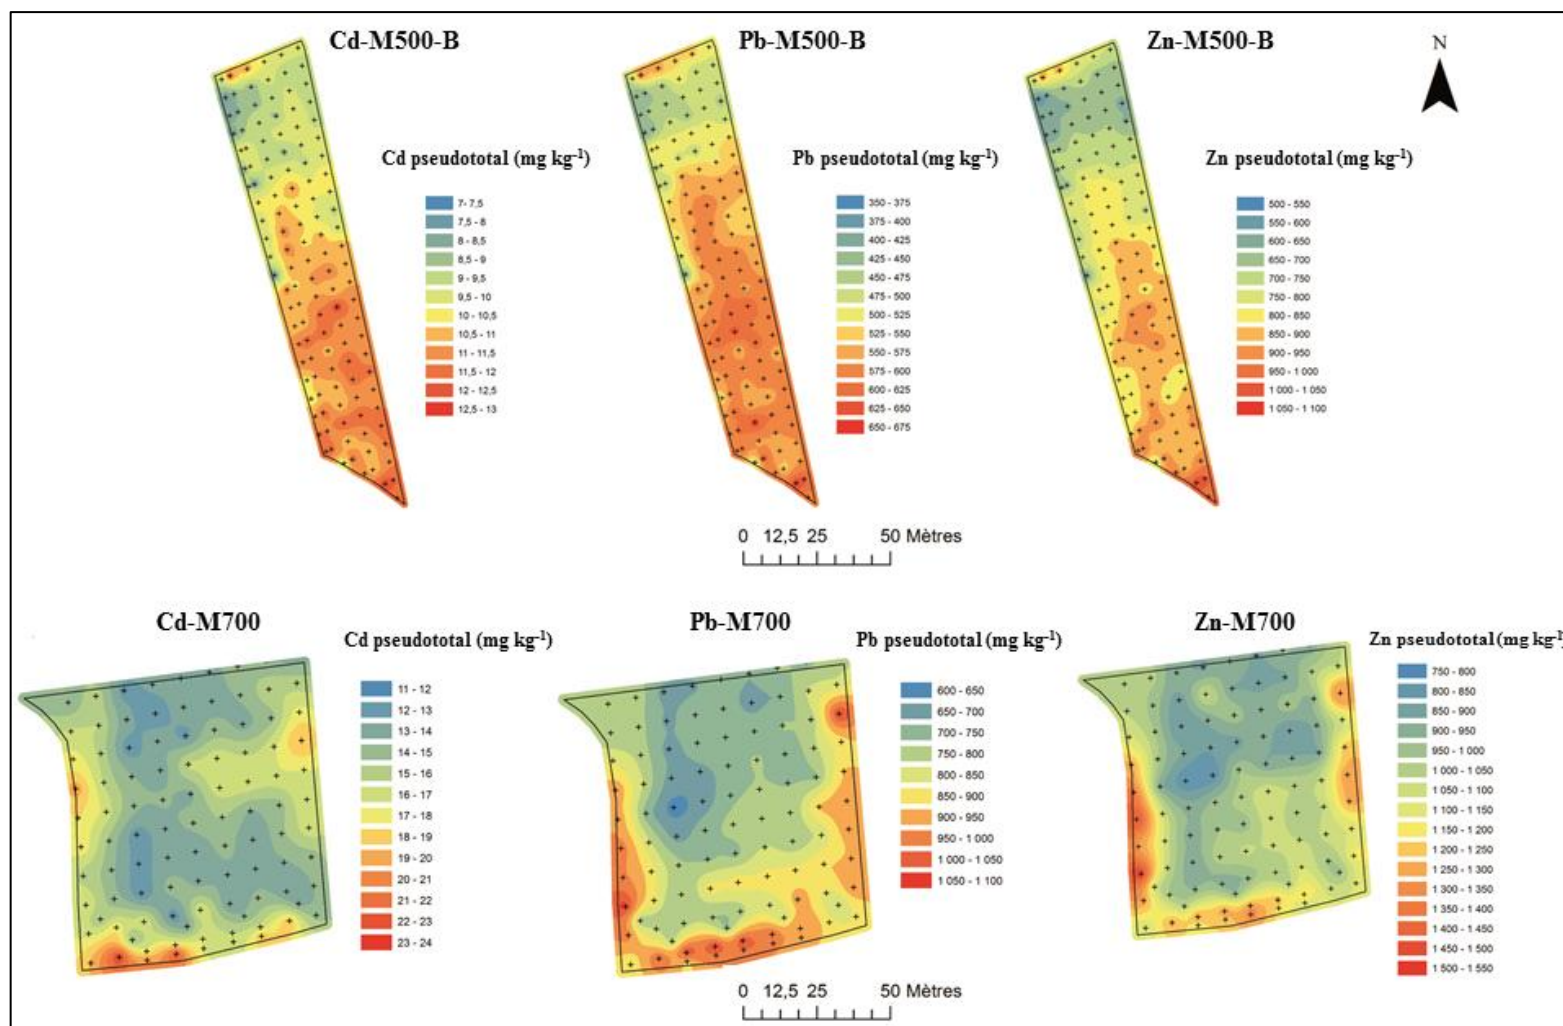 Cd-M500-B
Pb-M500-B
Zn-M500-B
N
Cd pseudototal (mg kg⁻¹)
7- 7,5
7,5 - 8
8 - 8,5
8,5 - 9
9 - 9,5
9,5 - 10
10 - 10,5
10,5 - 11
11 - 11,5
11,5 - 12
12 - 12,5
12,5 - 13
Pb pseudototal (mg kg⁻¹)
350 - 375
375 - 400
400 - 425
425 - 450
450 - 475
475 - 500
500 - 525
525 - 550
550 - 575
575 - 600
600 - 625
625 - 650
650 - 675
Zn pseudototal (mg kg⁻¹)
500 - 550
550 - 600
600 - 650
650 - 700
700 - 750
750 - 800
800 - 850
850 - 900
900 - 950
950 - 1 000
1 000 - 1 050
1 050 - 1 100
0 12,5 25 50 Mètres
Cd-M700
Pb-M700
Zn-M700
Cd pseudototal (mg kg⁻¹)
11 - 12
12 - 13
13 - 14
14 - 15
15 - 16
16 - 17
17 - 18
18 - 19
19 - 20
20 - 21
21 - 22
22 - 23
23 - 24
Pb pseudototal (mg kg⁻¹)
600 - 650
650 - 700
700 - 750
750 - 800
800 - 850
850 - 900
900 - 950
950 - 1 000
1 000 - 1 050
1 050 - 1 100
Zn pseudototal (mg kg⁻¹
750 - 800
800 - 850
850 - 900
900 - 950
950 - 1 000
1 000 - 1 050
1 050 - 1 100
1 100 - 1 150
1 150 - 1 200
1 200 - 1 250
1 250 - 1 300
1 300 - 1 350
1 350 - 1 400
1 400 - 1 450
1 450 - 1 500
1 500 - 1 550
0 12,5 25 50 Mètres